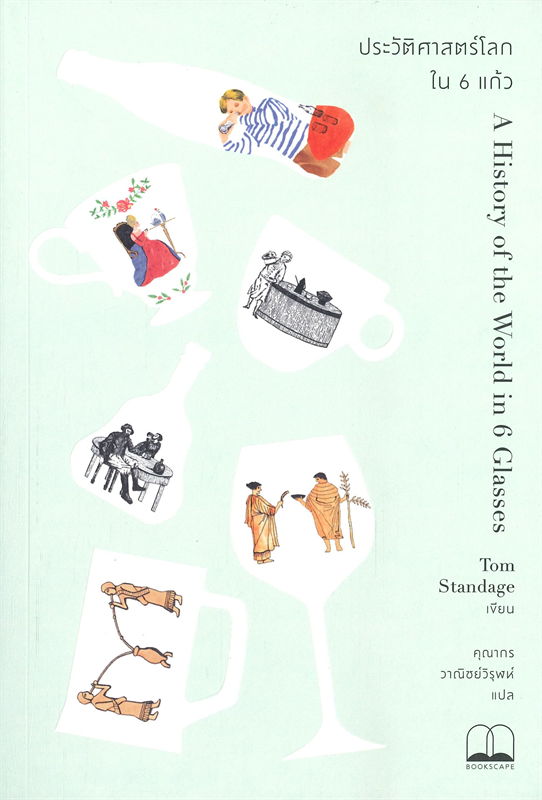 ประวัติศาสตร์โลก
ใน 6 แก้ว
A History of the World in 6 Glasses
Tom
Standage
เขียน
คุณากร
วาณิชย์วิรุฬห์
แปล
BOOKSCAPE